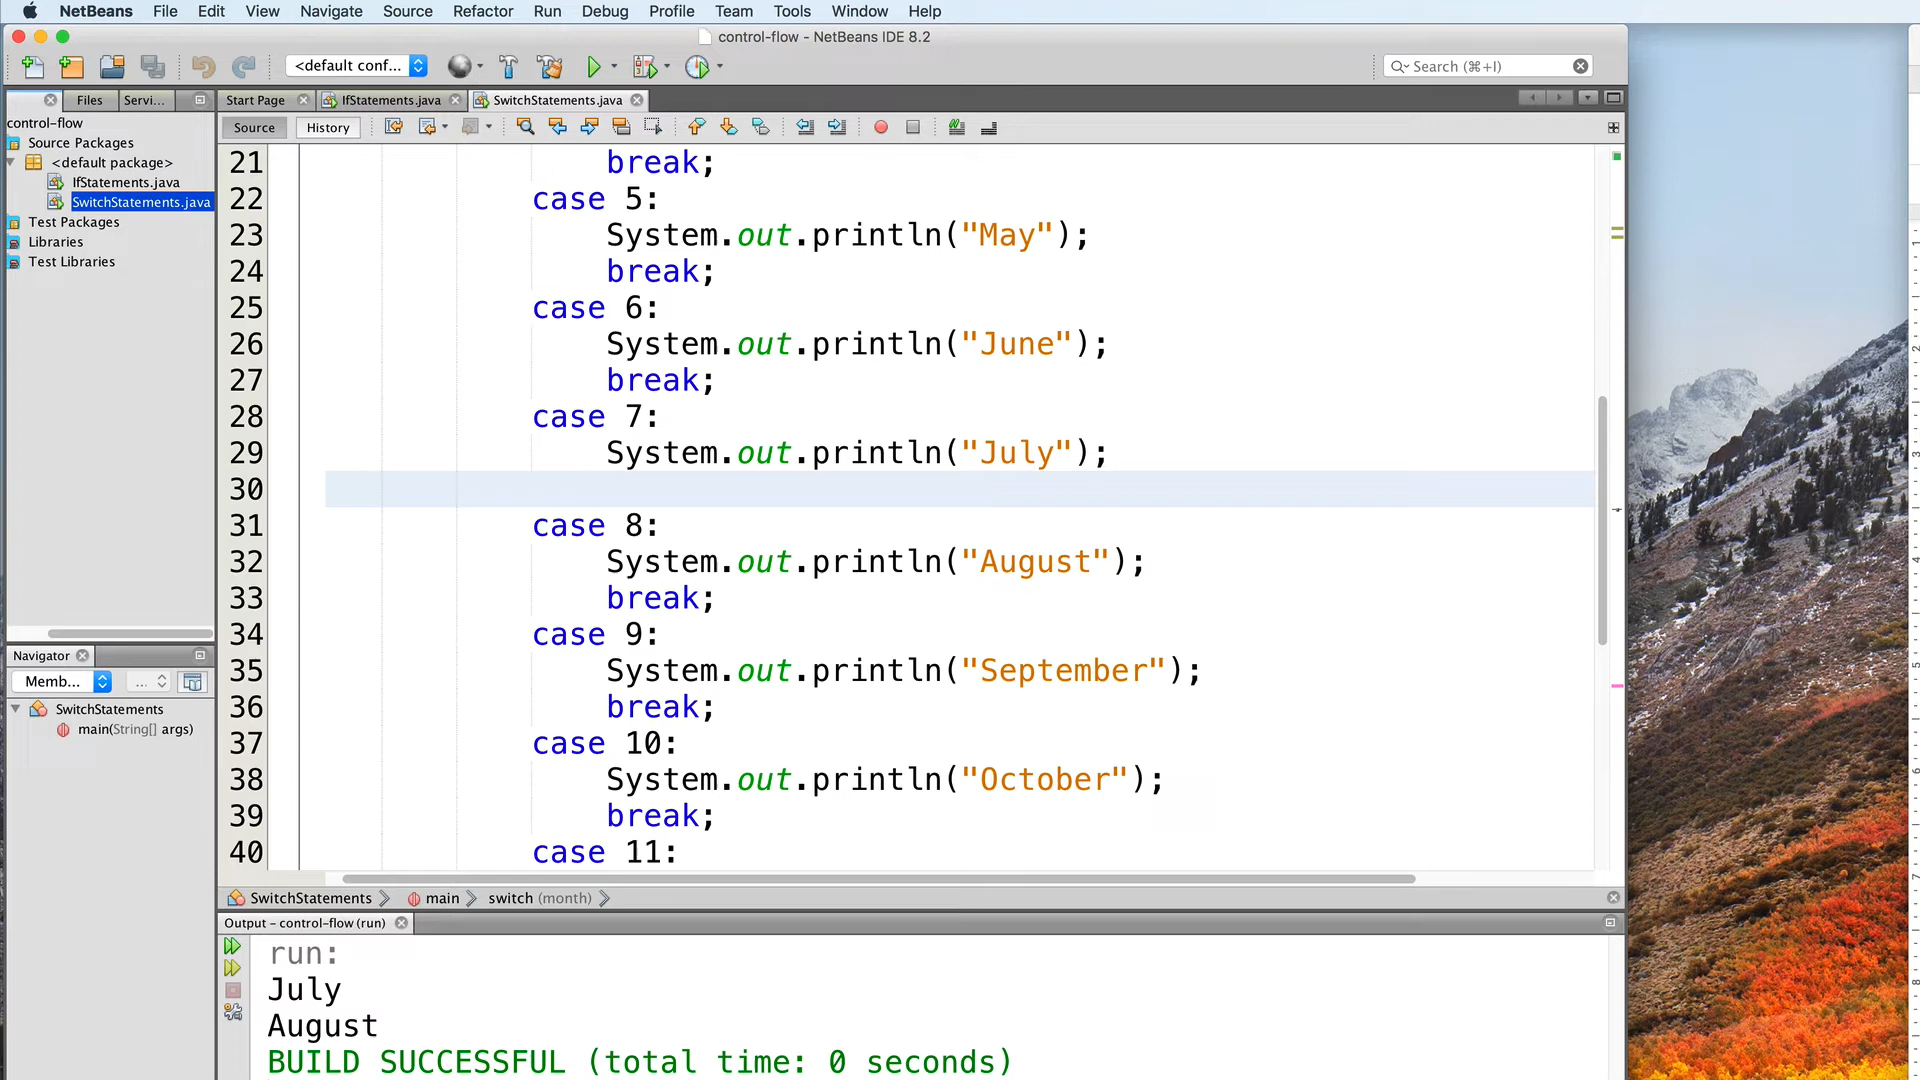 NetBeans File Edit View Navigate Source Refactor Run Debug Profile Team Tools Window Help
control-flow - NetBeans IDE 8.2
<default conf... Search (⌘+I)
Files Servi... Start Page IfStatements.java SwitchStatements.java
control-flow
Source Packages
<default package>
IfStatements.java
SwitchStatements.java
Test Packages
Libraries
Test Libraries
Source History
21 break;
22 case 5:
23 System.out.println("May");
24 break;
25 case 6:
26 System.out.println("June");
27 break;
28 case 7:
29 System.out.println("July");
30
31 case 8:
32 System.out.println("August");
33 break;
34 case 9:
35 System.out.println("September");
36 break;
37 case 10:
38 System.out.println("October");
39 break;
40 case 11:
Navigator
Memb... ...
SwitchStatements
main(String[] args)
SwitchStatements main switch (month)
Output - control-flow (run)
run:
July
August
BUILD SUCCESSFUL (total time: 0 seconds)